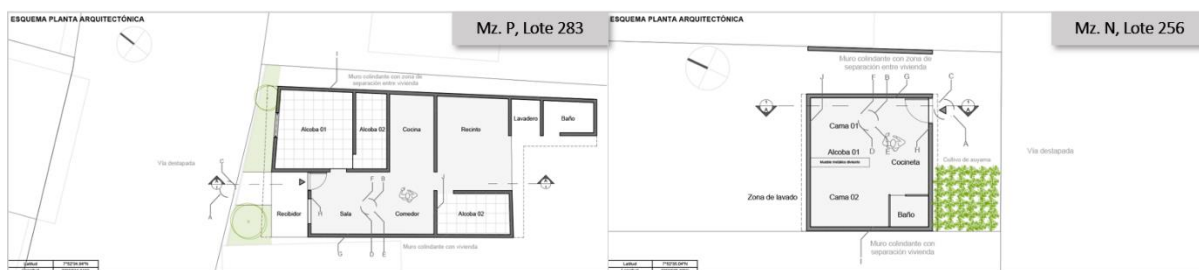 ESQUEMA PLANTA ARQUITECTÓNICA
Mz. P, Lote 283
J
Muro colindante con zona de
separación entre vivienda
Alcoba 01
Alcoba 02
Cocina
Recinto
Lavadero
Baño
Vía destapada
C
A
F
B
J
H
Recibidor
Sala
Comedor
Alcoba 02
G
D
E
Muro colindante con vivienda
Latitud
ESQUEMA PLANTA ARQUITECTÓNICA
Mz. N, Lote 256
Muro colindante con zona de
separación entre vivienda
J
F
B
G
C
Cama 01
D
E
H
A
Alcoba 01
Cocineta
Cultivo de auyama
Vía destapada
Zona de lavado
Cama 02
Baño
Muro colindante con
separación entre vivienda
I
Latitud